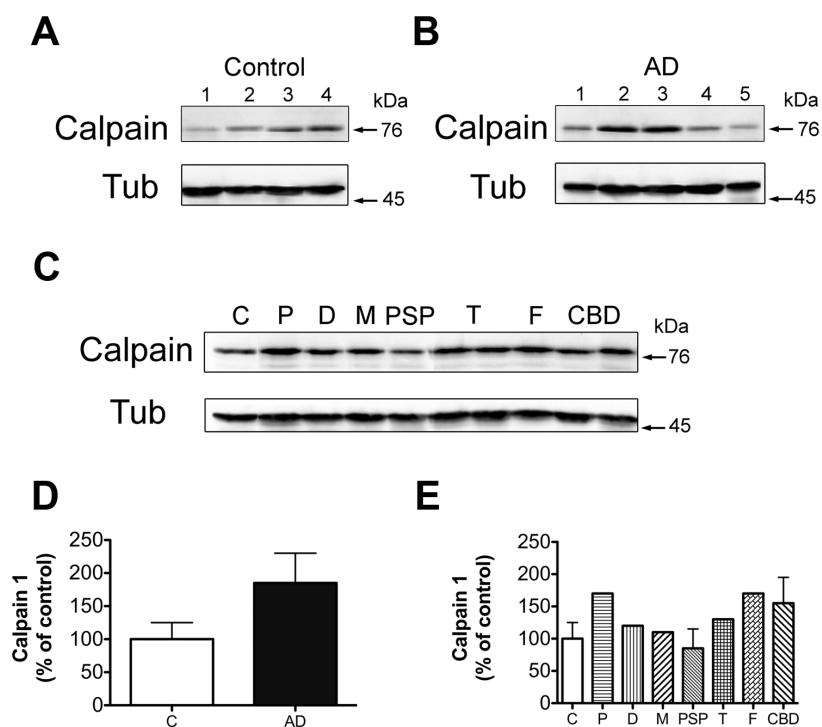 A
Control
1 2 3 4 kDa
Calpain 76
Tub 45
B
AD
1 2 3 4 5 kDa
Calpain 76
Tub 45
C
C P D M PSP T F CBD kDa
Calpain 76
Tub 45
D
Calpain 1
(% of control)
250
200
150
100
50
0
C AD
E
Calpain 1
(% of control)
250
200
150
100
50
0
C P D M PSP T F CBD